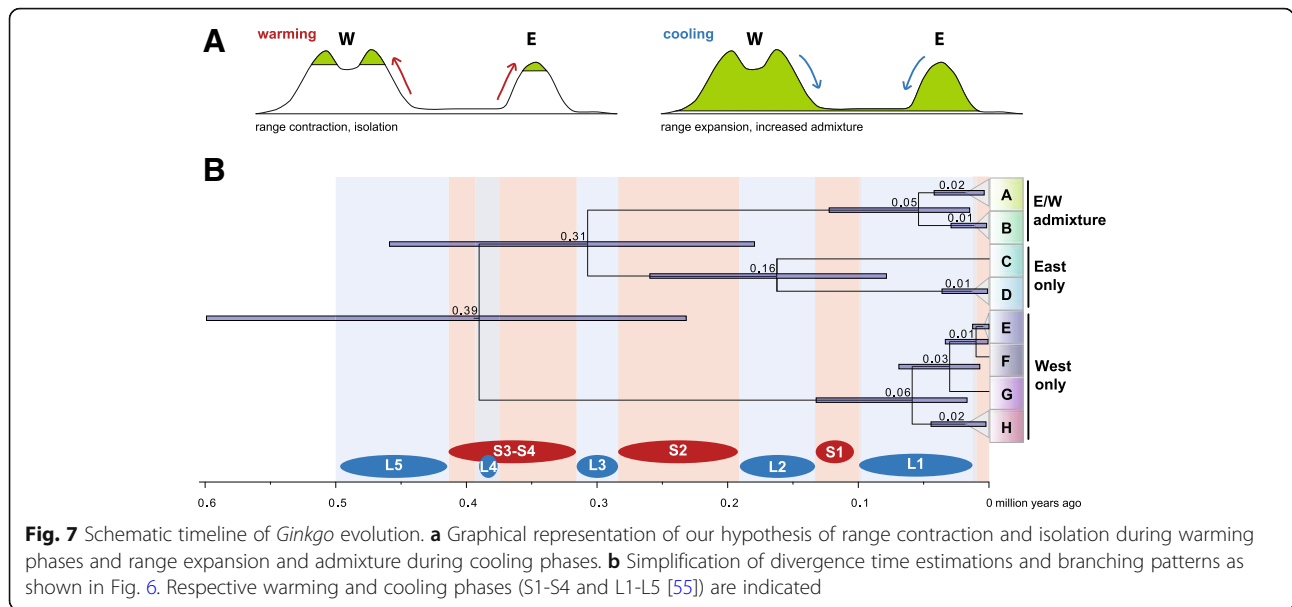 A
warming
W
E
range contraction, isolation
cooling
W
E
range expansion, increased admixture
B
0.02
0.05
0.01
0.31
0.16
0.01
0.39
0.01
0.03
0.06
0.02
A
B
C
D
E
F
G
H
E/W
admixture
East
only
West
only
S3-S4
S2
S1
L5
L4
L3
L2
L1
0.6
0.5
0.4
0.3
0.2
0.1
0 million years ago
Fig. 7 Schematic timeline of Ginkgo evolution. a Graphical representation of our hypothesis of range contraction and isolation during warming
phases and range expansion and admixture during cooling phases. b Simplification of divergence time estimations and branching patterns as
shown in Fig. 6. Respective warming and cooling phases (S1-S4 and L1-L5 [55]) are indicated